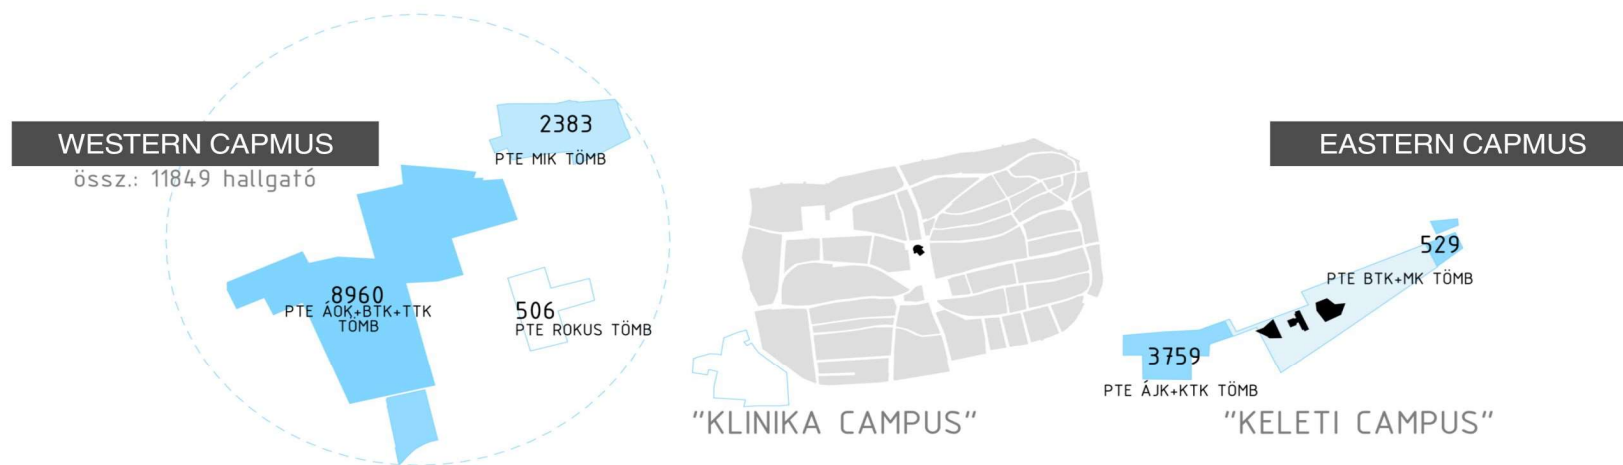 WESTERN CAPMUS
össz.: 11849 hallgató
2383
PTE MIK TÖMB
8960
PTE ÁOK+BTK+TTK
TÖMB
506
PTE ROKUS TÖMB
"KLINIKA CAMPUS"
EASTERN CAPMUS
529
PTE BTK+MK TÖMB
3759
PTE ÁJK+KTK TÖMB
"KELETI CAMPUS"